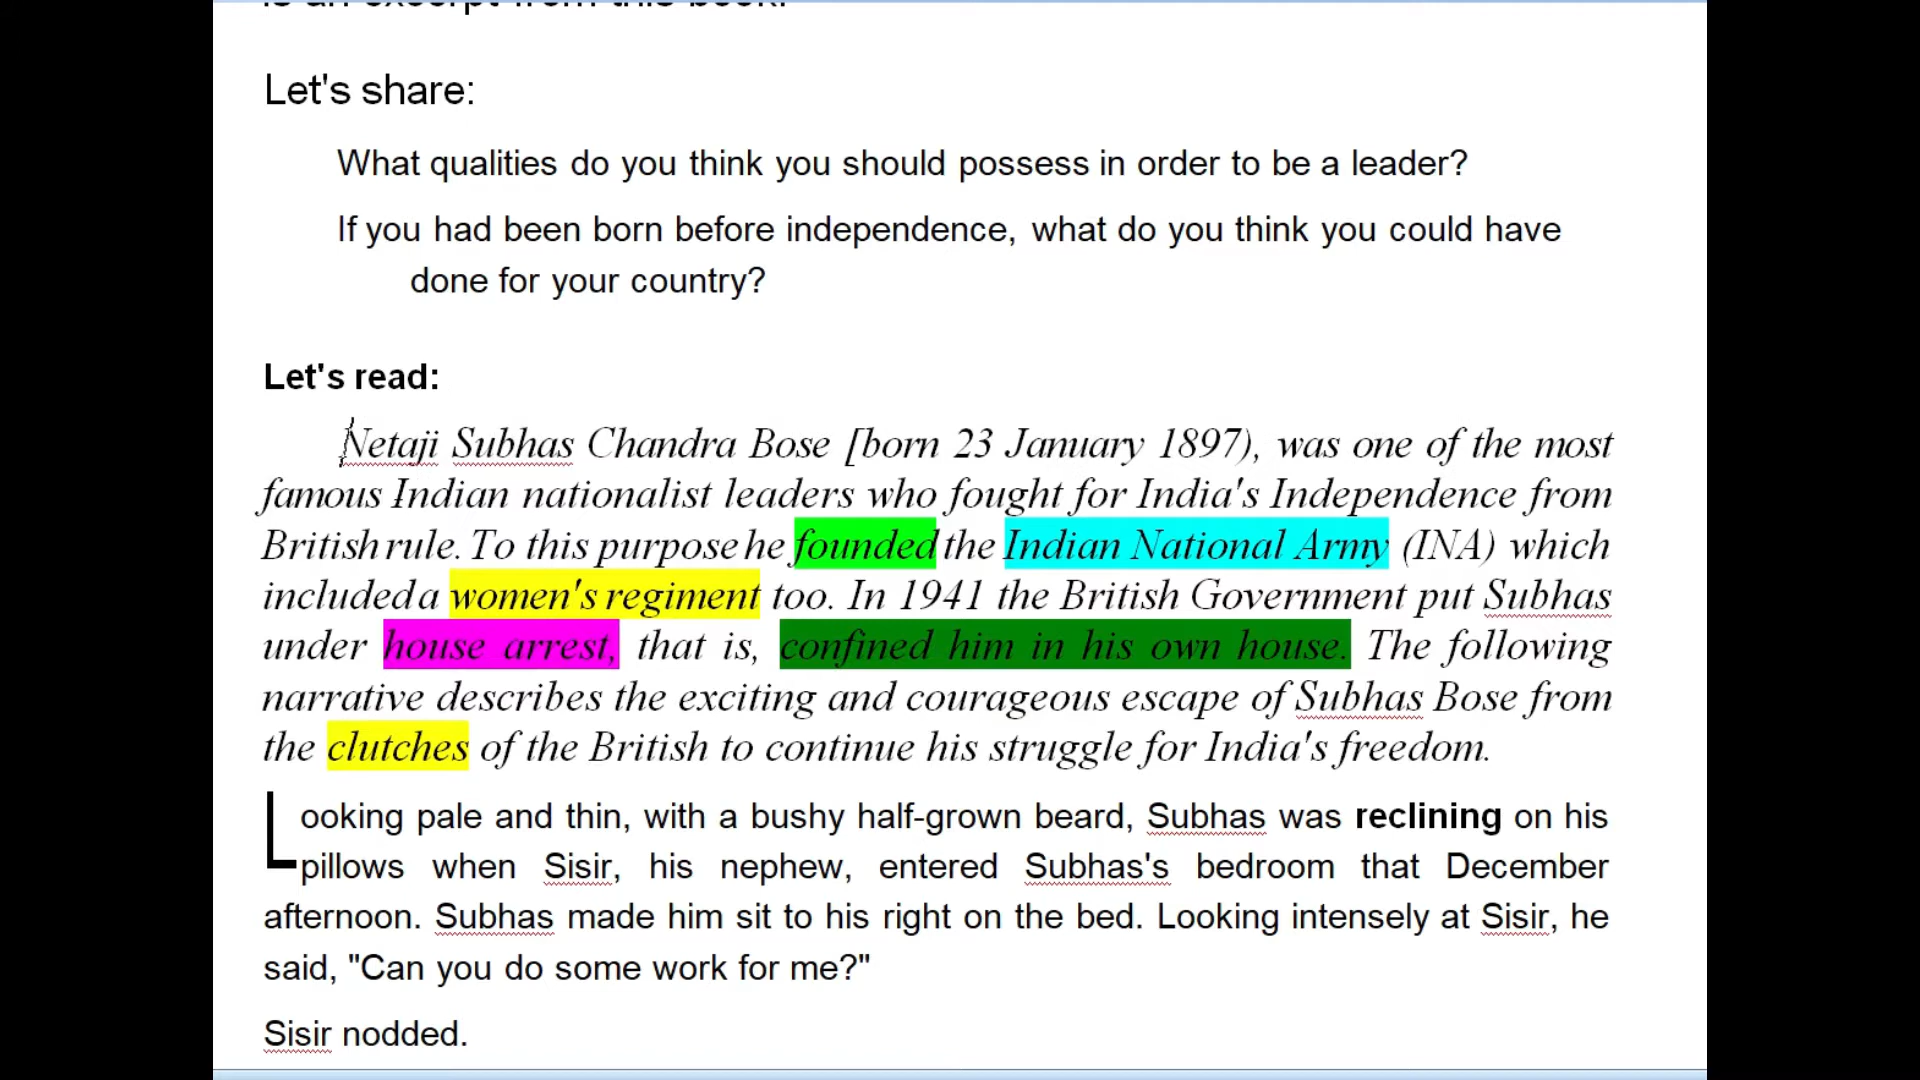 is an excerpt from this book.
Let's share:
What qualities do you think you should possess in order to be a leader?
If you had been born before independence, what do you think you could have
done for your country?
Let's read:
Netaji Subhas Chandra Bose [born 23 January 1897), was one of the most
famous Indian nationalist leaders who fought for India's Independence from
British rule. To this purpose he founded the Indian National Army (INA) which
included a women's regiment too. In 1941 the British Government put Subhas
under house arrest, that is, confined him in his own house. The following
narrative describes the exciting and courageous escape of Subhas Bose from
the clutches of the British to continue his struggle for India's freedom.
Looking pale and thin, with a bushy half-grown beard, Subhas was reclining on his
pillows when Sisir, his nephew, entered Subhas's bedroom that December
afternoon. Subhas made him sit to his right on the bed. Looking intensely at Sisir, he
said, "Can you do some work for me?"
Sisir nodded.